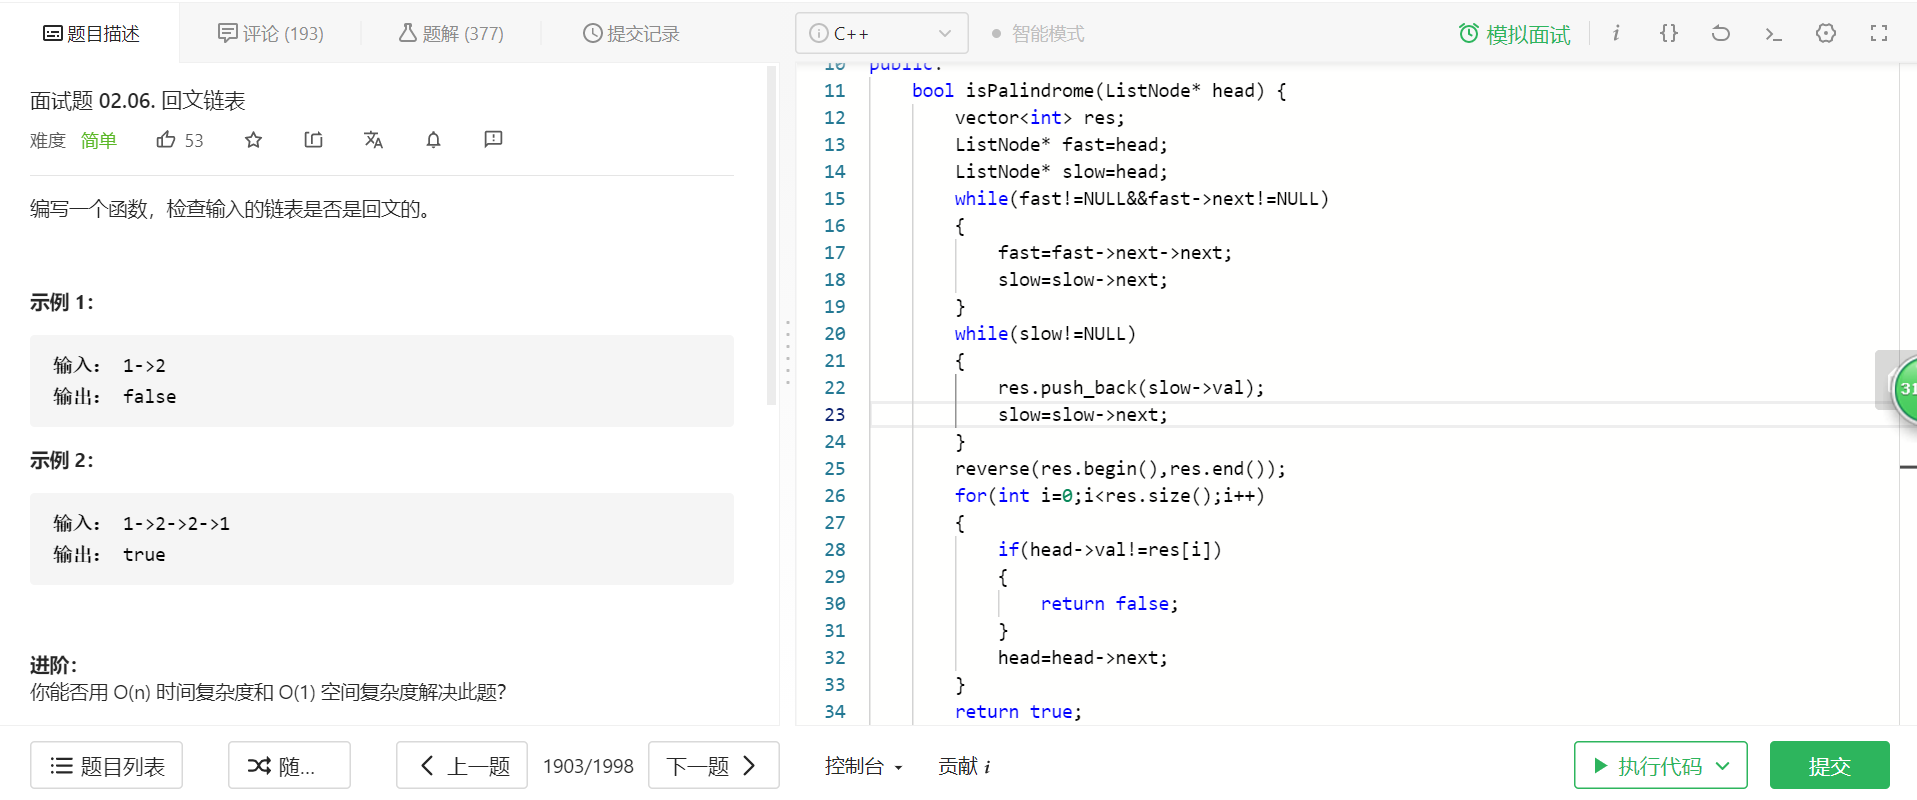 题目描述
评论 (193)
题解 (377)
提交记录
面试题 02.06. 回文链表
难度 简单 53
编写一个函数，检查输入的链表是否是回文的。
示例 1：
输入： 1->2
输出： false
示例 2：
输入： 1->2->2->1
输出： true
进阶：
你能否用 O(n) 时间复杂度和 O(1) 空间复杂度解决此题？
题目列表
随...
上一题
1903/1998
下一题
C++
智能模式
模拟面试
i {}
10 public:
11 bool isPalindrome(ListNode* head) {
12 vector<int> res;
13 ListNode* fast=head;
14 ListNode* slow=head;
15 while(fast!=NULL&&fast->next!=NULL)
16 {
17 fast=fast->next->next;
18 slow=slow->next;
19 }
20 while(slow!=NULL)
21 {
22 res.push_back(slow->val);
23 slow=slow->next;
24 }
25 reverse(res.begin(),res.end());
26 for(int i=0;i<res.size();i++)
27 {
28 if(head->val!=res[i])
29 {
30 return false;
31 }
32 head=head->next;
33 }
34 return true;
控制台
贡献 i
执行代码
提交